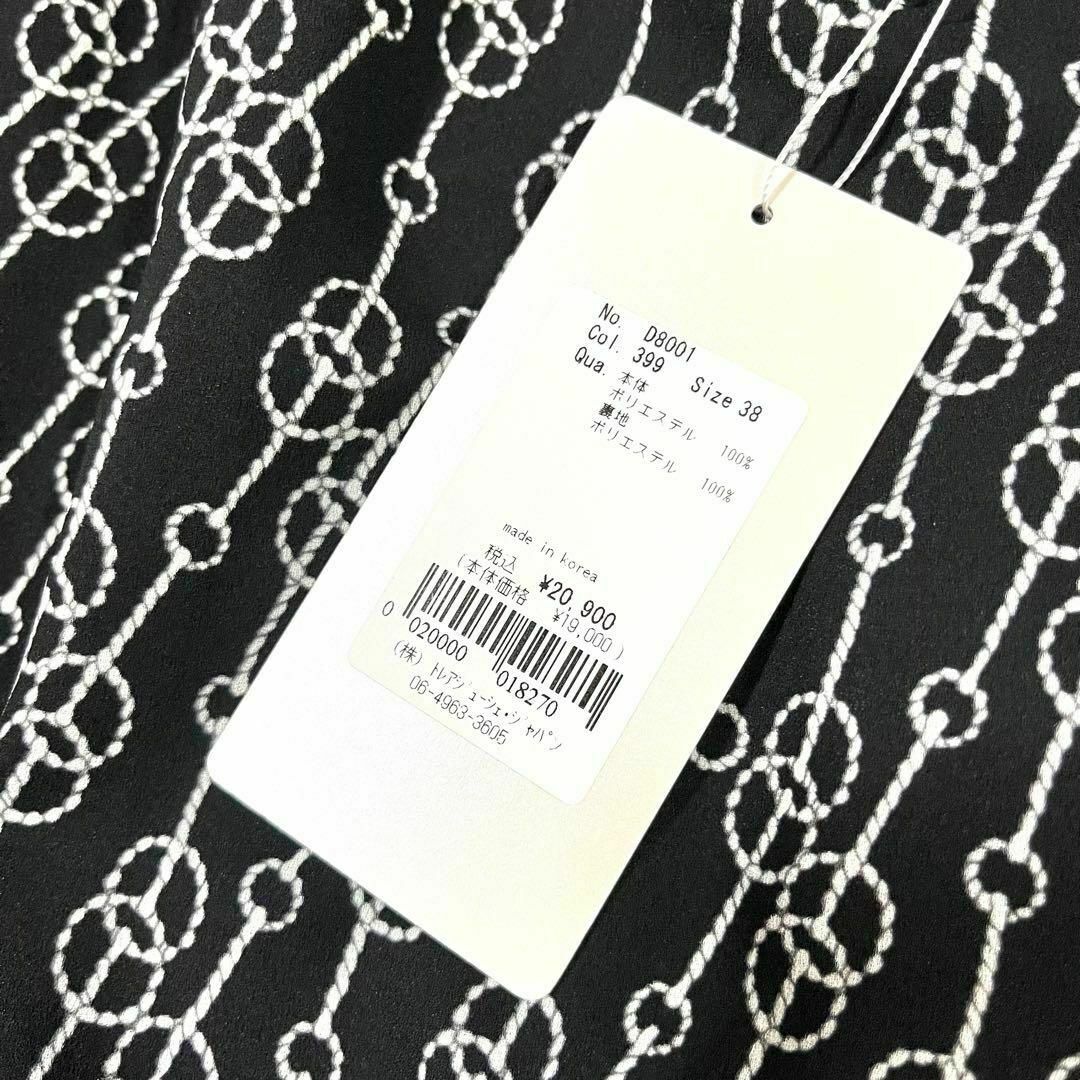 No. D8001
Col. 399 Size 38
Qua. 本体
ポリエステル 100%
裏地
ポリエステル 100%
made in korea
税込 ¥20,900
(本体価格 ¥19,000)
0 020000 018270
(株)トレアジュージェ・ジャパン
06-4963-3605